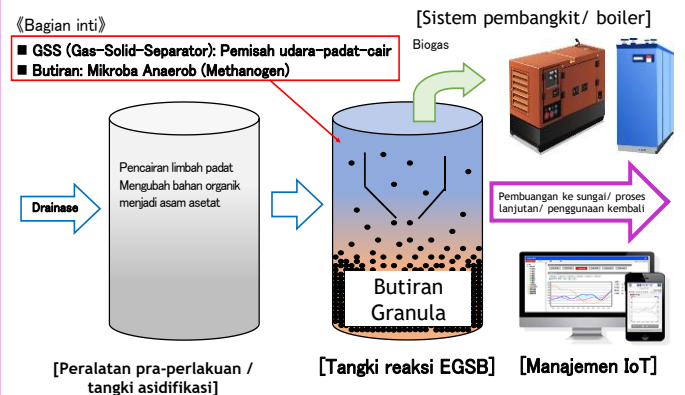 《Bagian inti》
■ GSS (Gas-Solid-Separator): Pemisah udara-padat-cair
■ Butiran: Mikroba Anaerob (Methanogen)
[Sistem pembangkit/ boiler]
Biogas
Pencairan limbah padat
Mengubah bahan organik
menjadi asam asetat
Drainase
Pembuangan ke sungai/ proses
lanjutan/ penggunaan kembali
Butiran
Granula
[Peralatan pra-perlakuan /
tangki asidifikasi]
[Tangki reaksi EGSB]
[Manajemen IoT]